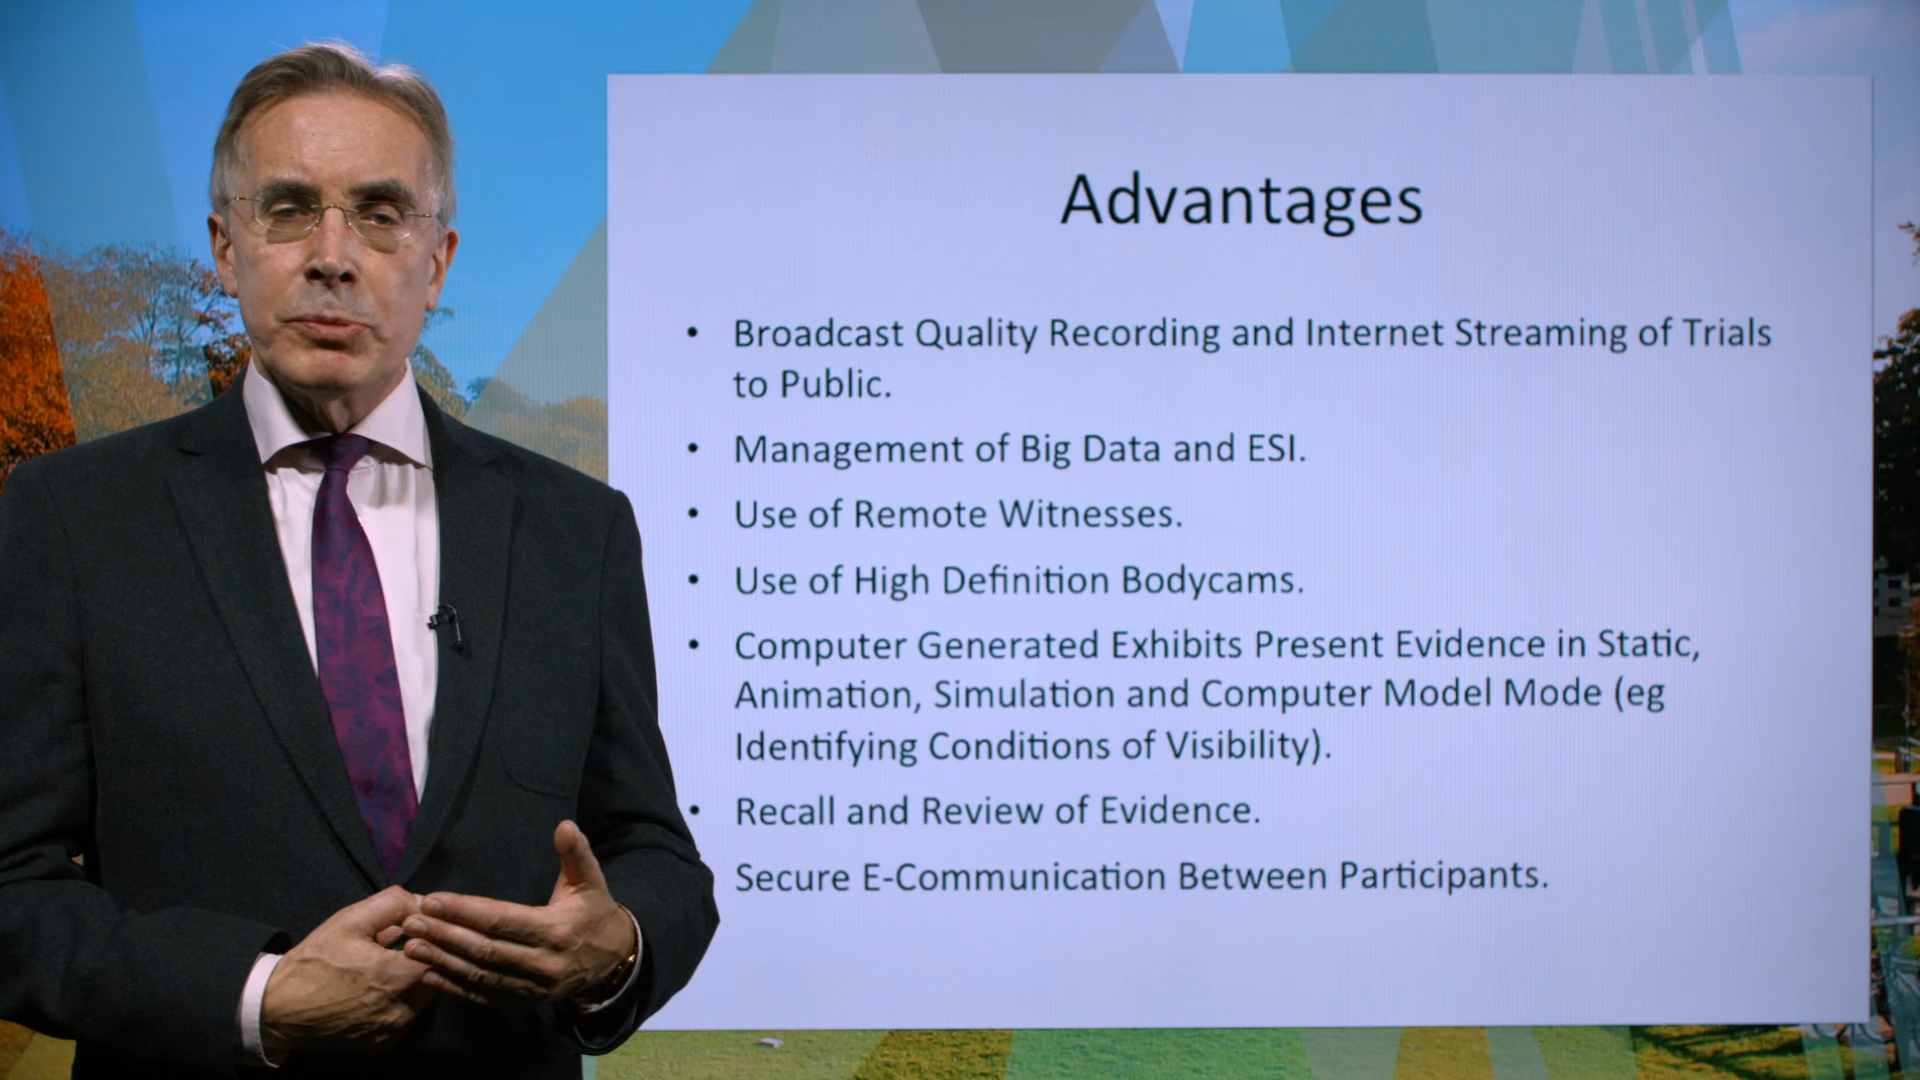 Advantages
• Broadcast Quality Recording and Internet Streaming of Trials
to Public.
• Management of Big Data and ESI.
• Use of Remote Witnesses.
• Use of High Definition Bodycams.
• Computer Generated Exhibits Present Evidence in Static,
Animation, Simulation and Computer Model Mode (eg
Identifying Conditions of Visibility).
• Recall and Review of Evidence.
Secure E-Communication Between Participants.